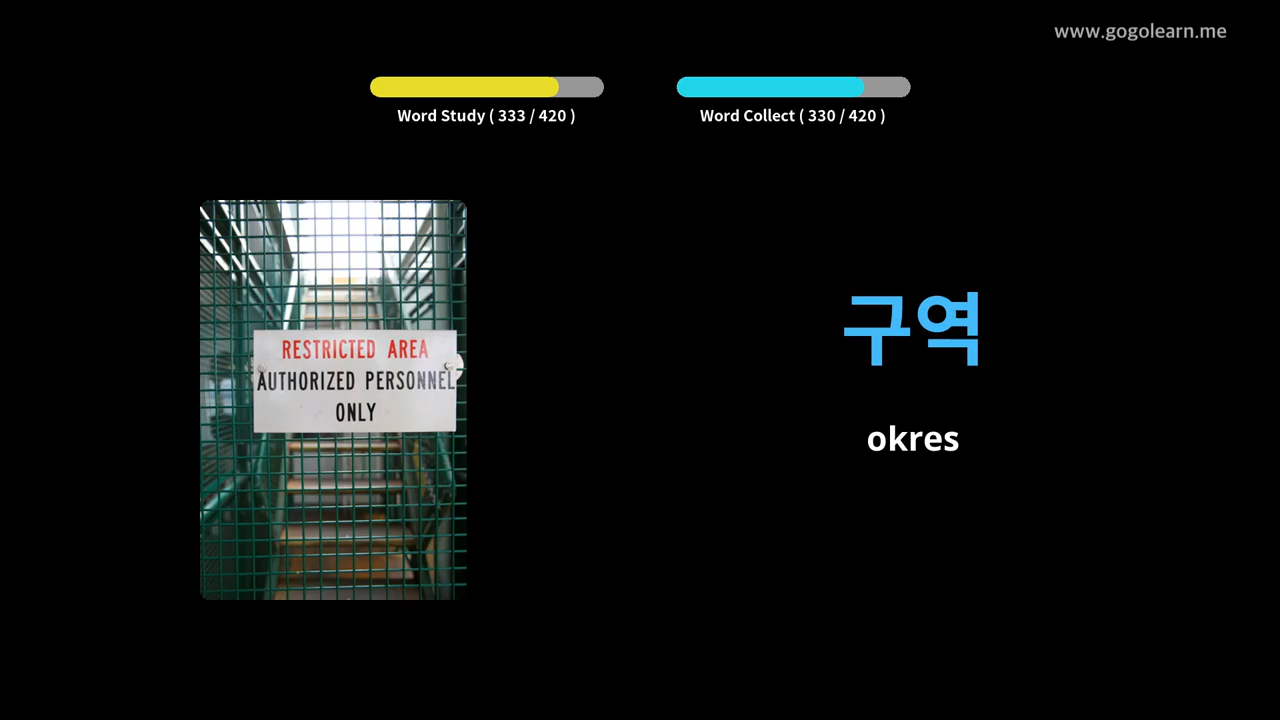 www.gogolearn.me
Word Study ( 333 / 420 )
Word Collect ( 330 / 420 )
RESTRICTED AREA
AUTHORIZED PERSONNEL
ONLY
구역
okres